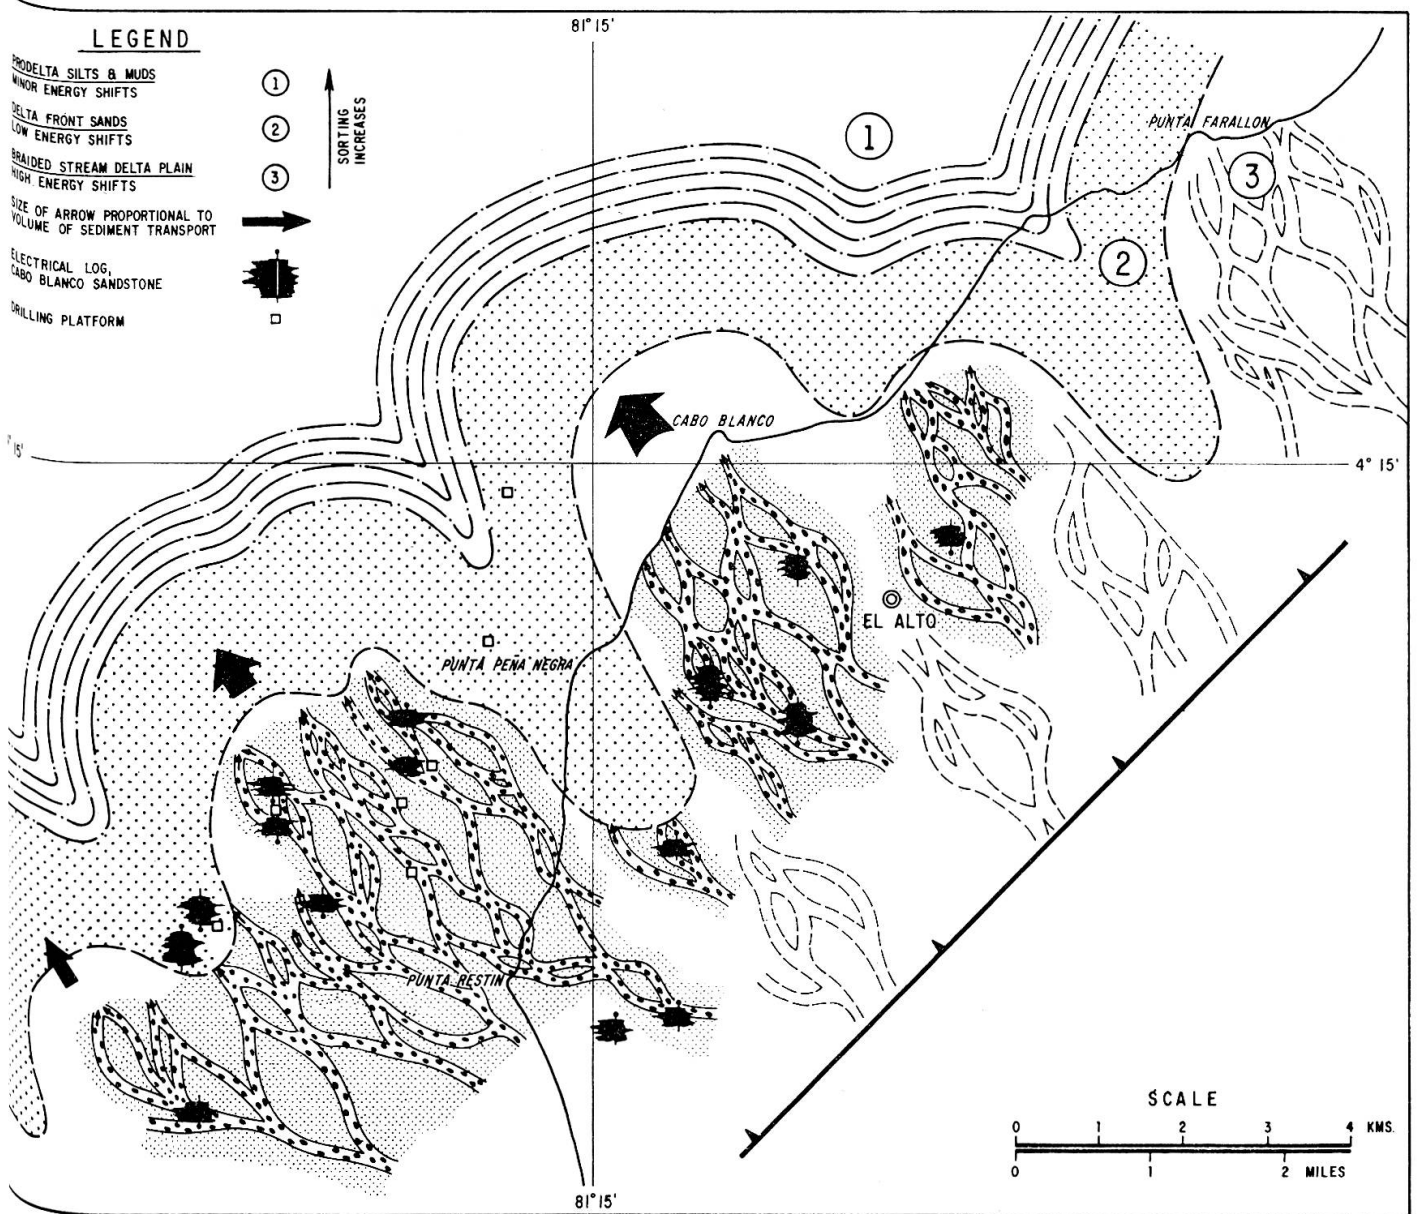 81° 15'
LEGEND
PRODELTA SILTS & MUDS
MINOR ENERGY SHIFTS
1
DELTA FRONT SANDS
LOW ENERGY SHIFTS
2
BRAIDED STREAM DELTA PLAIN
HIGH ENERGY SHIFTS
3
SORTING
INCREASES
SIZE OF ARROW PROPORTIONAL TO
VOLUME OF SEDIMENT TRANSPORT
ELECTRICAL LOG,
CABO BLANCO SANDSTONE
DRILLING PLATFORM
1
PUNTA FARALLON
3
2
CABO BLANCO
15'
4° 15'
EL ALTO
PUNTA PEÑA NEGRA
PUNTA RESTIN
SCALE
0 1 2 3 4 KMS.
0 1 2 MILES
81° 15'